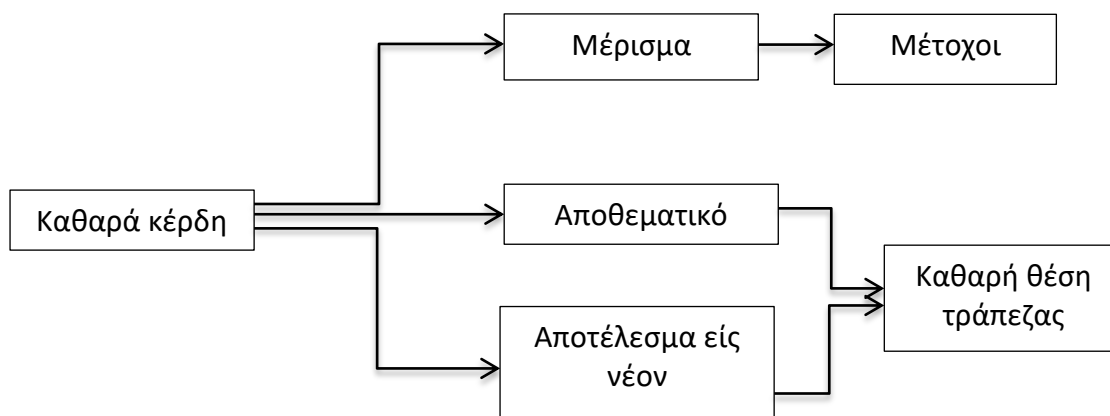 Μέρισμα
Μέτοχοι
Καθαρά κέρδη
Αποθεματικό
Καθαρή θέση
τράπεζας
Αποτέλεσμα είς
νέον